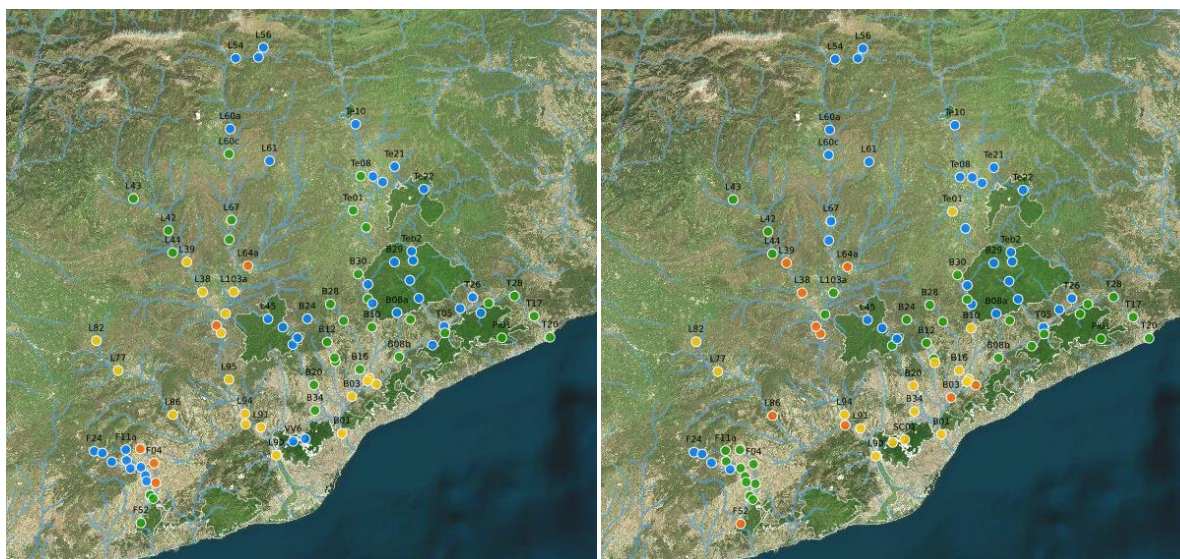 L56
L54
Te10
L60a
L60c
L61
Te21
Te08
Te22
L43
Te01
L67
L42
Teb2
L44
L39
L64a
B29
B30
L38
L103a
T28
T26
B28
B08a
L45
B24
T17
B10
T05
L82
B12
T20
B08b
L77
B16
L95
B20
B03
L86
L94
B34
L91
VV6
B01
F11a
F24
F04
F52
L56
L54
Te10
L60a
L60c
L61
Te21
Te08
Te22
L43
Te01
L67
L42
Teb2
L44
L39
L64a
B29
B30
L38
L103a
T28
T26
B28
B08a
L45
B24
T17
B10
T05
L82
B12
T20
B08b
L77
B16
B20
B03
L86
L94
B34
L91
SC01
B01
F11a
F24
F04
F52